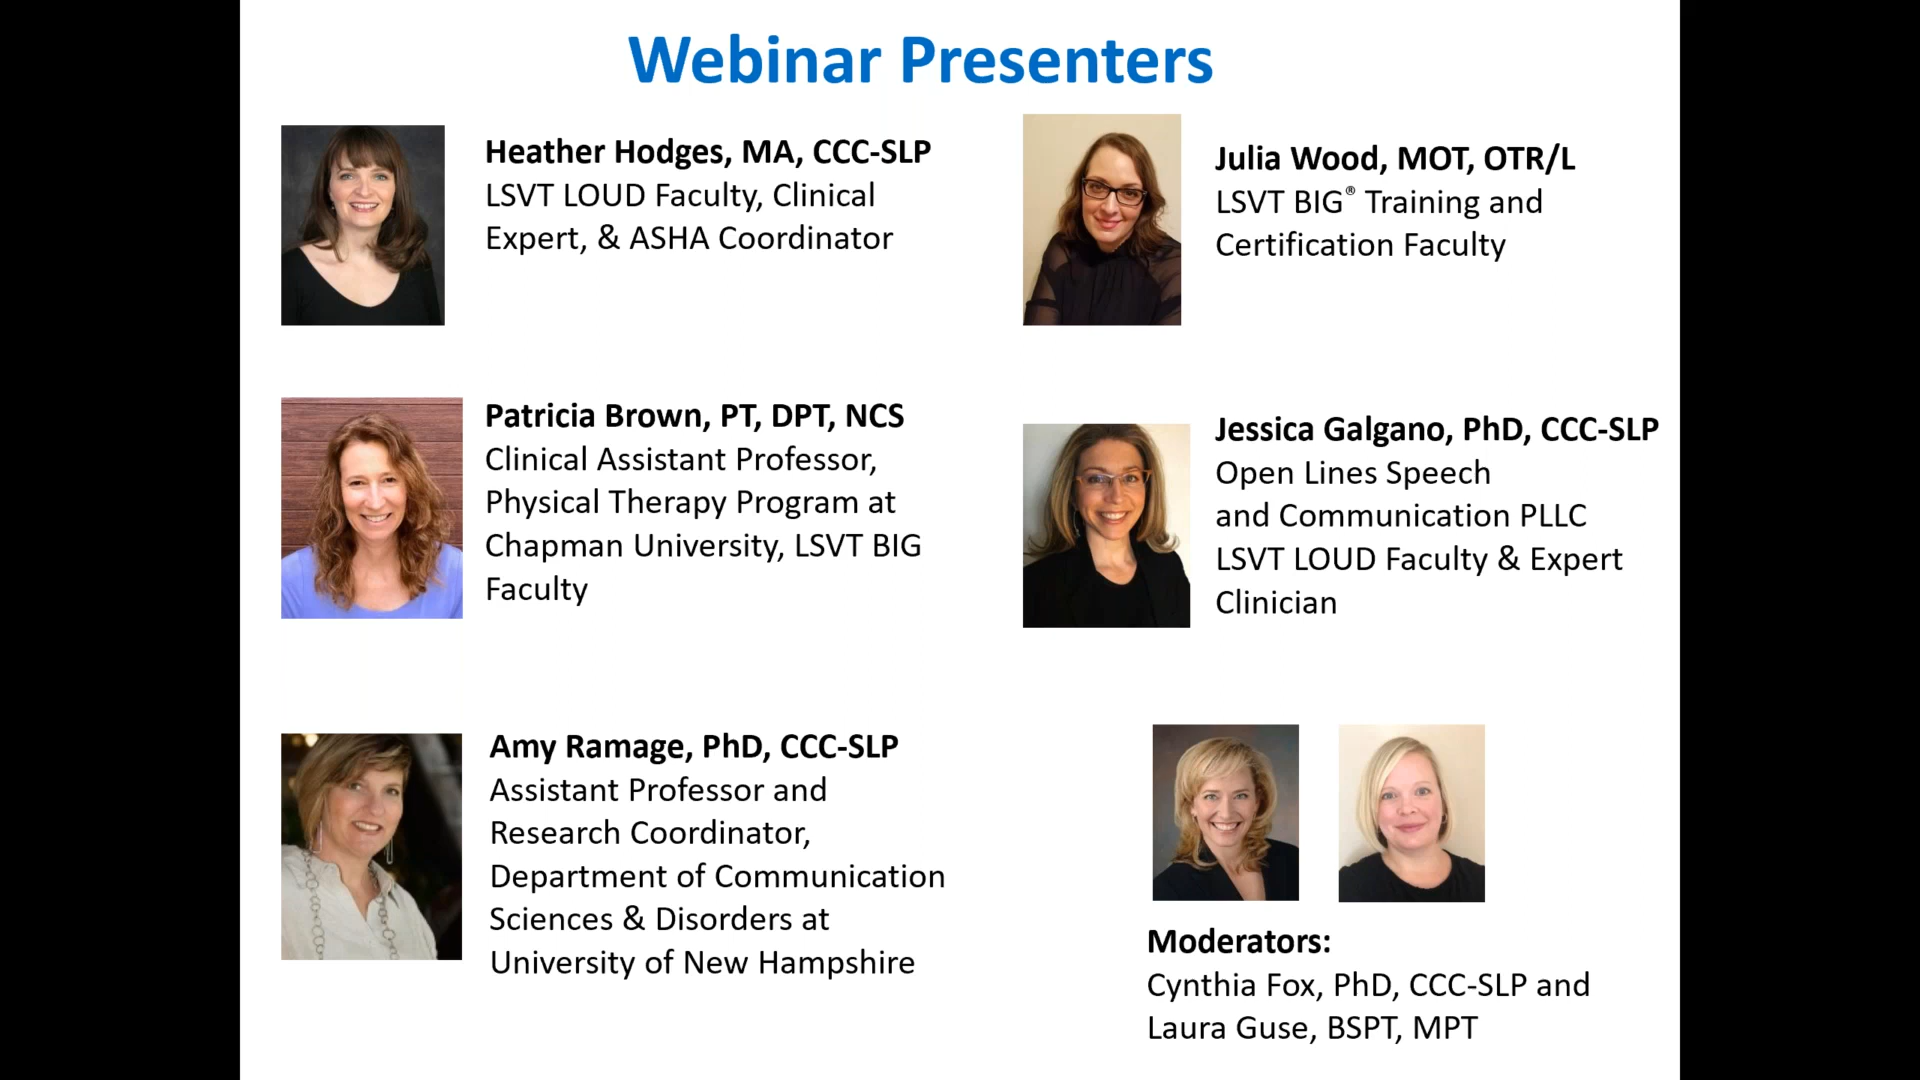 Webinar Presenters
Heather Hodges, MA, CCC-SLP
LSVT LOUD Faculty, Clinical
Expert, & ASHA Coordinator
Julia Wood, MOT, OTR/L
LSVT BIG® Training and
Certification Faculty
Patricia Brown, PT, DPT, NCS
Clinical Assistant Professor,
Physical Therapy Program at
Chapman University, LSVT BIG
Faculty
Jessica Galgano, PhD, CCC-SLP
Open Lines Speech
and Communication PLLC
LSVT LOUD Faculty & Expert
Clinician
Amy Ramage, PhD, CCC-SLP
Assistant Professor and
Research Coordinator,
Department of Communication
Sciences & Disorders at
University of New Hampshire
Moderators:
Cynthia Fox, PhD, CCC-SLP and
Laura Guse, BSPT, MPT